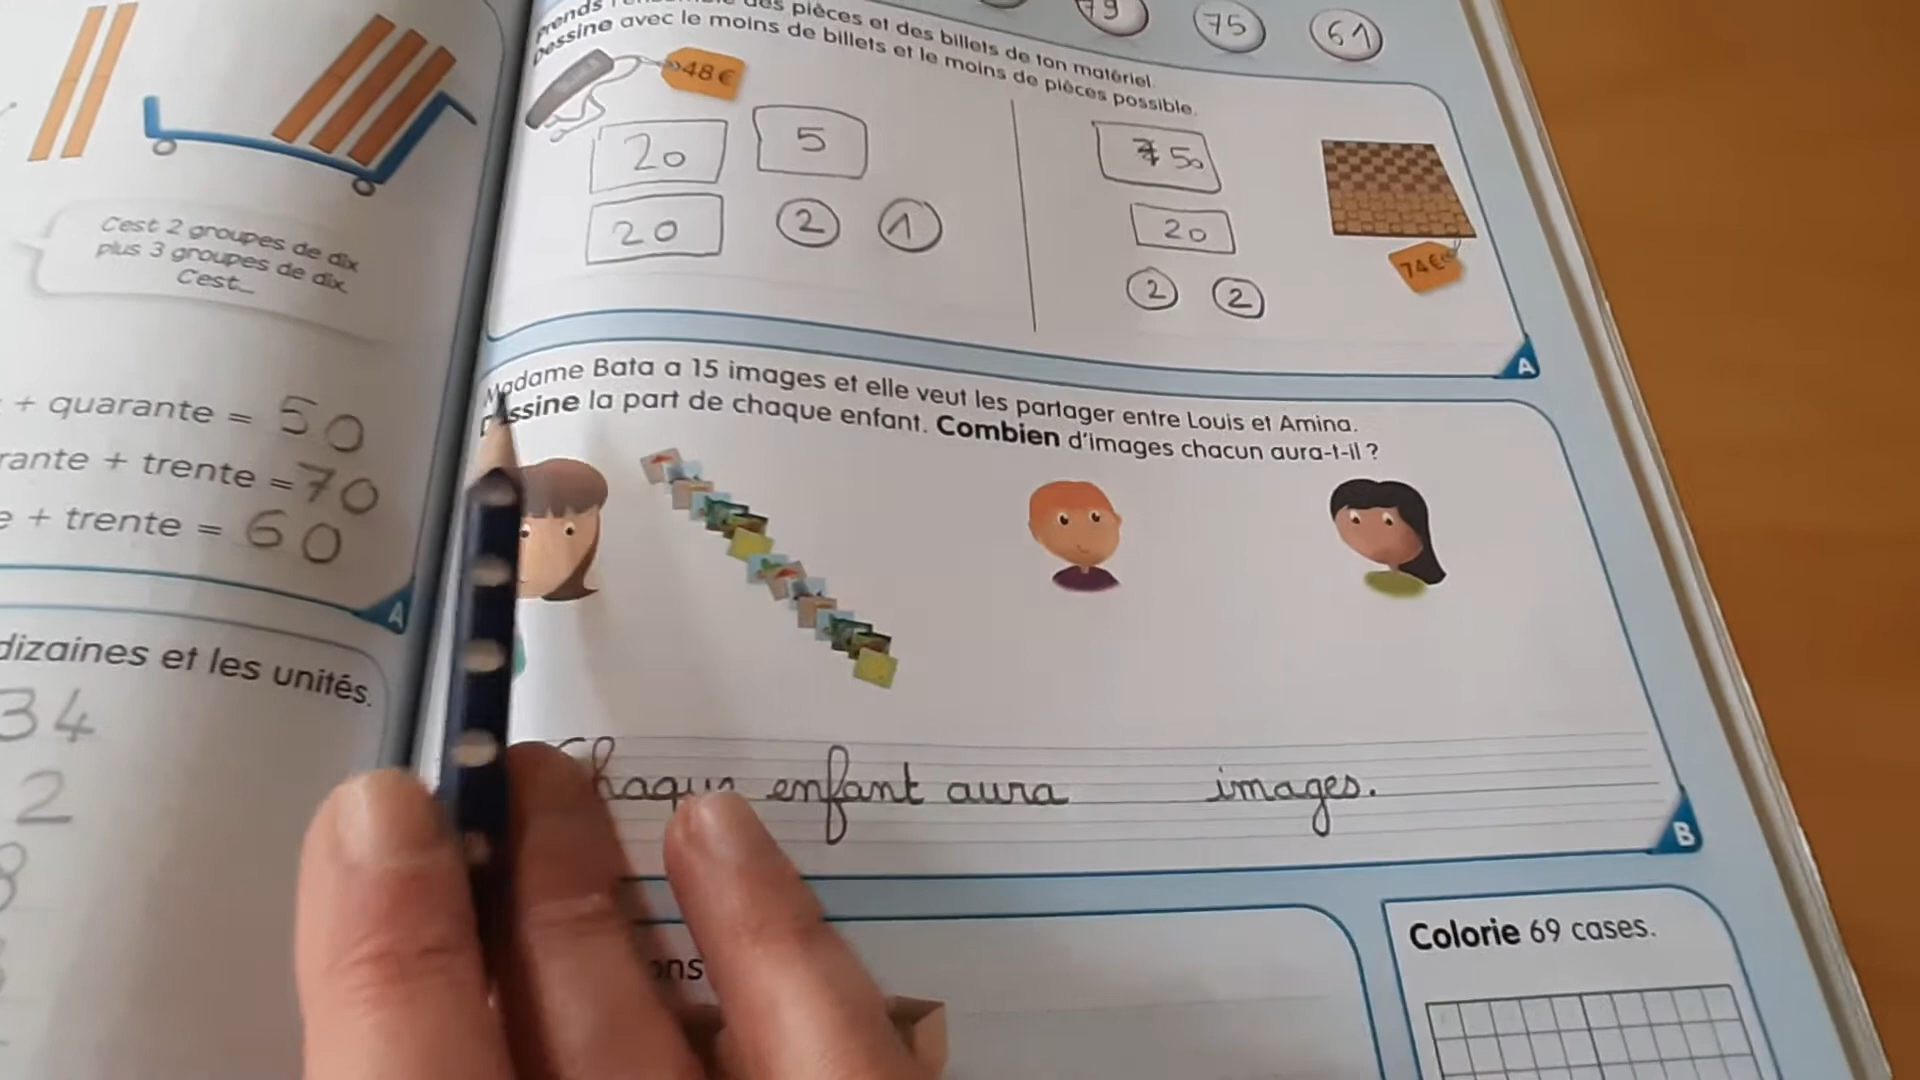 C'est 2 groupes de dix
plus 3 groupes de dix.
C'est...
+ quarante = 50
rante + trente = 70
+ trente = 60
dizaines et les unités.
34
2
79
75
61
des pièces et des billets de ton matériel.
Dessine avec le moins de billets et le moins de pièces possible.
48€
20
5
20
2
1
50
20
2
2
74€
A
A
Madame Bata a 15 images et elle veut les partager entre Louis et Amina.
Dessine la part de chaque enfant. Combien d'images chacun aura-t-il ?
Chaque enfant aura images.
B
ons
Colorie 69 cases.